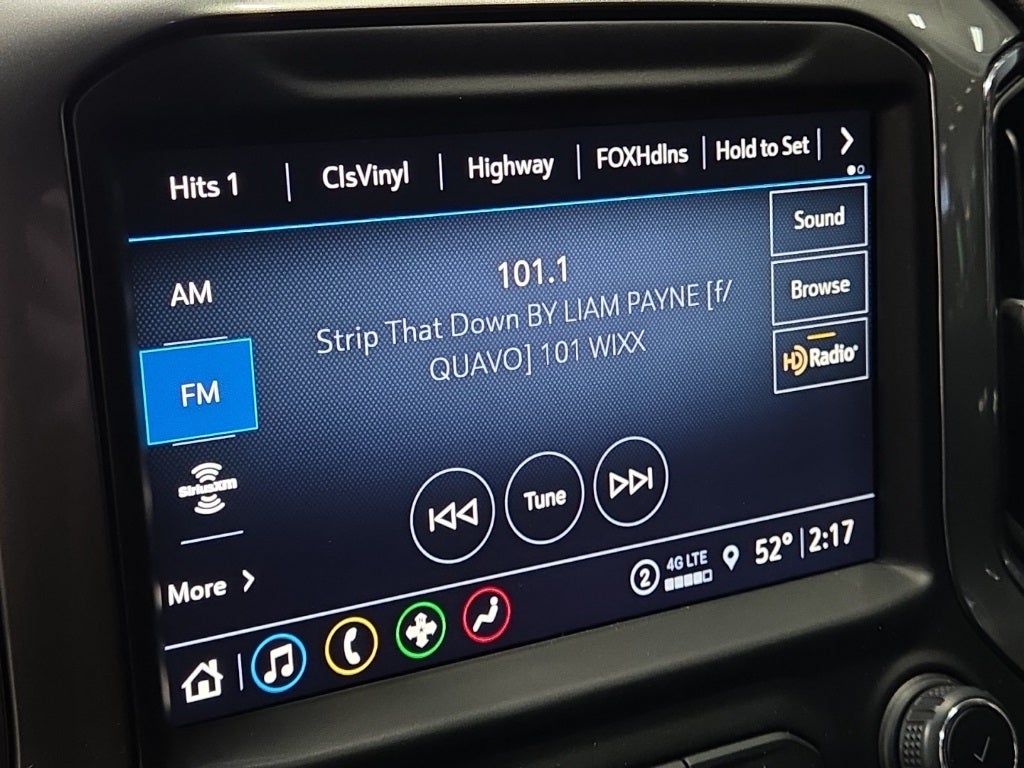 Hits 1
ClsVinyl
Highway
FOXHdlns
Hold to Set
Sound
AM
101.1
Browse
Strip That Down BY LIAM PAYNE [f/
QUAVO] 101 WIXX
HD Radio
FM
SiriusXM
Tune
More
2
4G LTE
52° 2:17